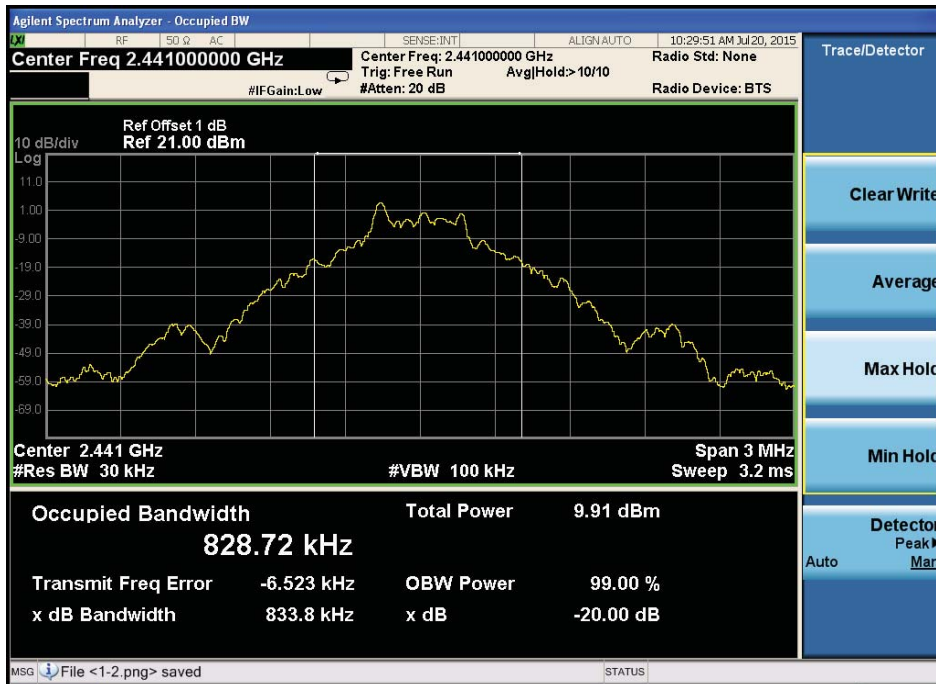 Agilent Spectrum Analyzer - Occupied BW
LXI RF 50 Ω AC SENSE:INT ALIGN AUTO 10:29:51 AM Jul 20, 2015
Center Freq 2.441000000 GHz
Center Freq: 2.441000000 GHz
Radio Std: None
Trig: Free Run Avg|Hold:>10/10
#IFGain:Low
#Atten: 20 dB
Radio Device: BTS
Ref Offset 1 dB
10 dB/div Ref 21.00 dBm
Log
11.0
1.00
-9.00
-19.0
-29.0
-39.0
-49.0
-59.0
-69.0
Center 2.441 GHz Span 3 MHz
#Res BW 30 kHz #VBW 100 kHz Sweep 3.2 ms
Occupied Bandwidth Total Power 9.91 dBm
828.72 kHz
Transmit Freq Error -6.523 kHz OBW Power 99.00 %
x dB Bandwidth 833.8 kHz x dB -20.00 dB
MSG File <1-2.png> saved STATUS
Trace/Detector
Clear Write
Average
Max Hold
Min Hold
Detector
Peak
Auto Man